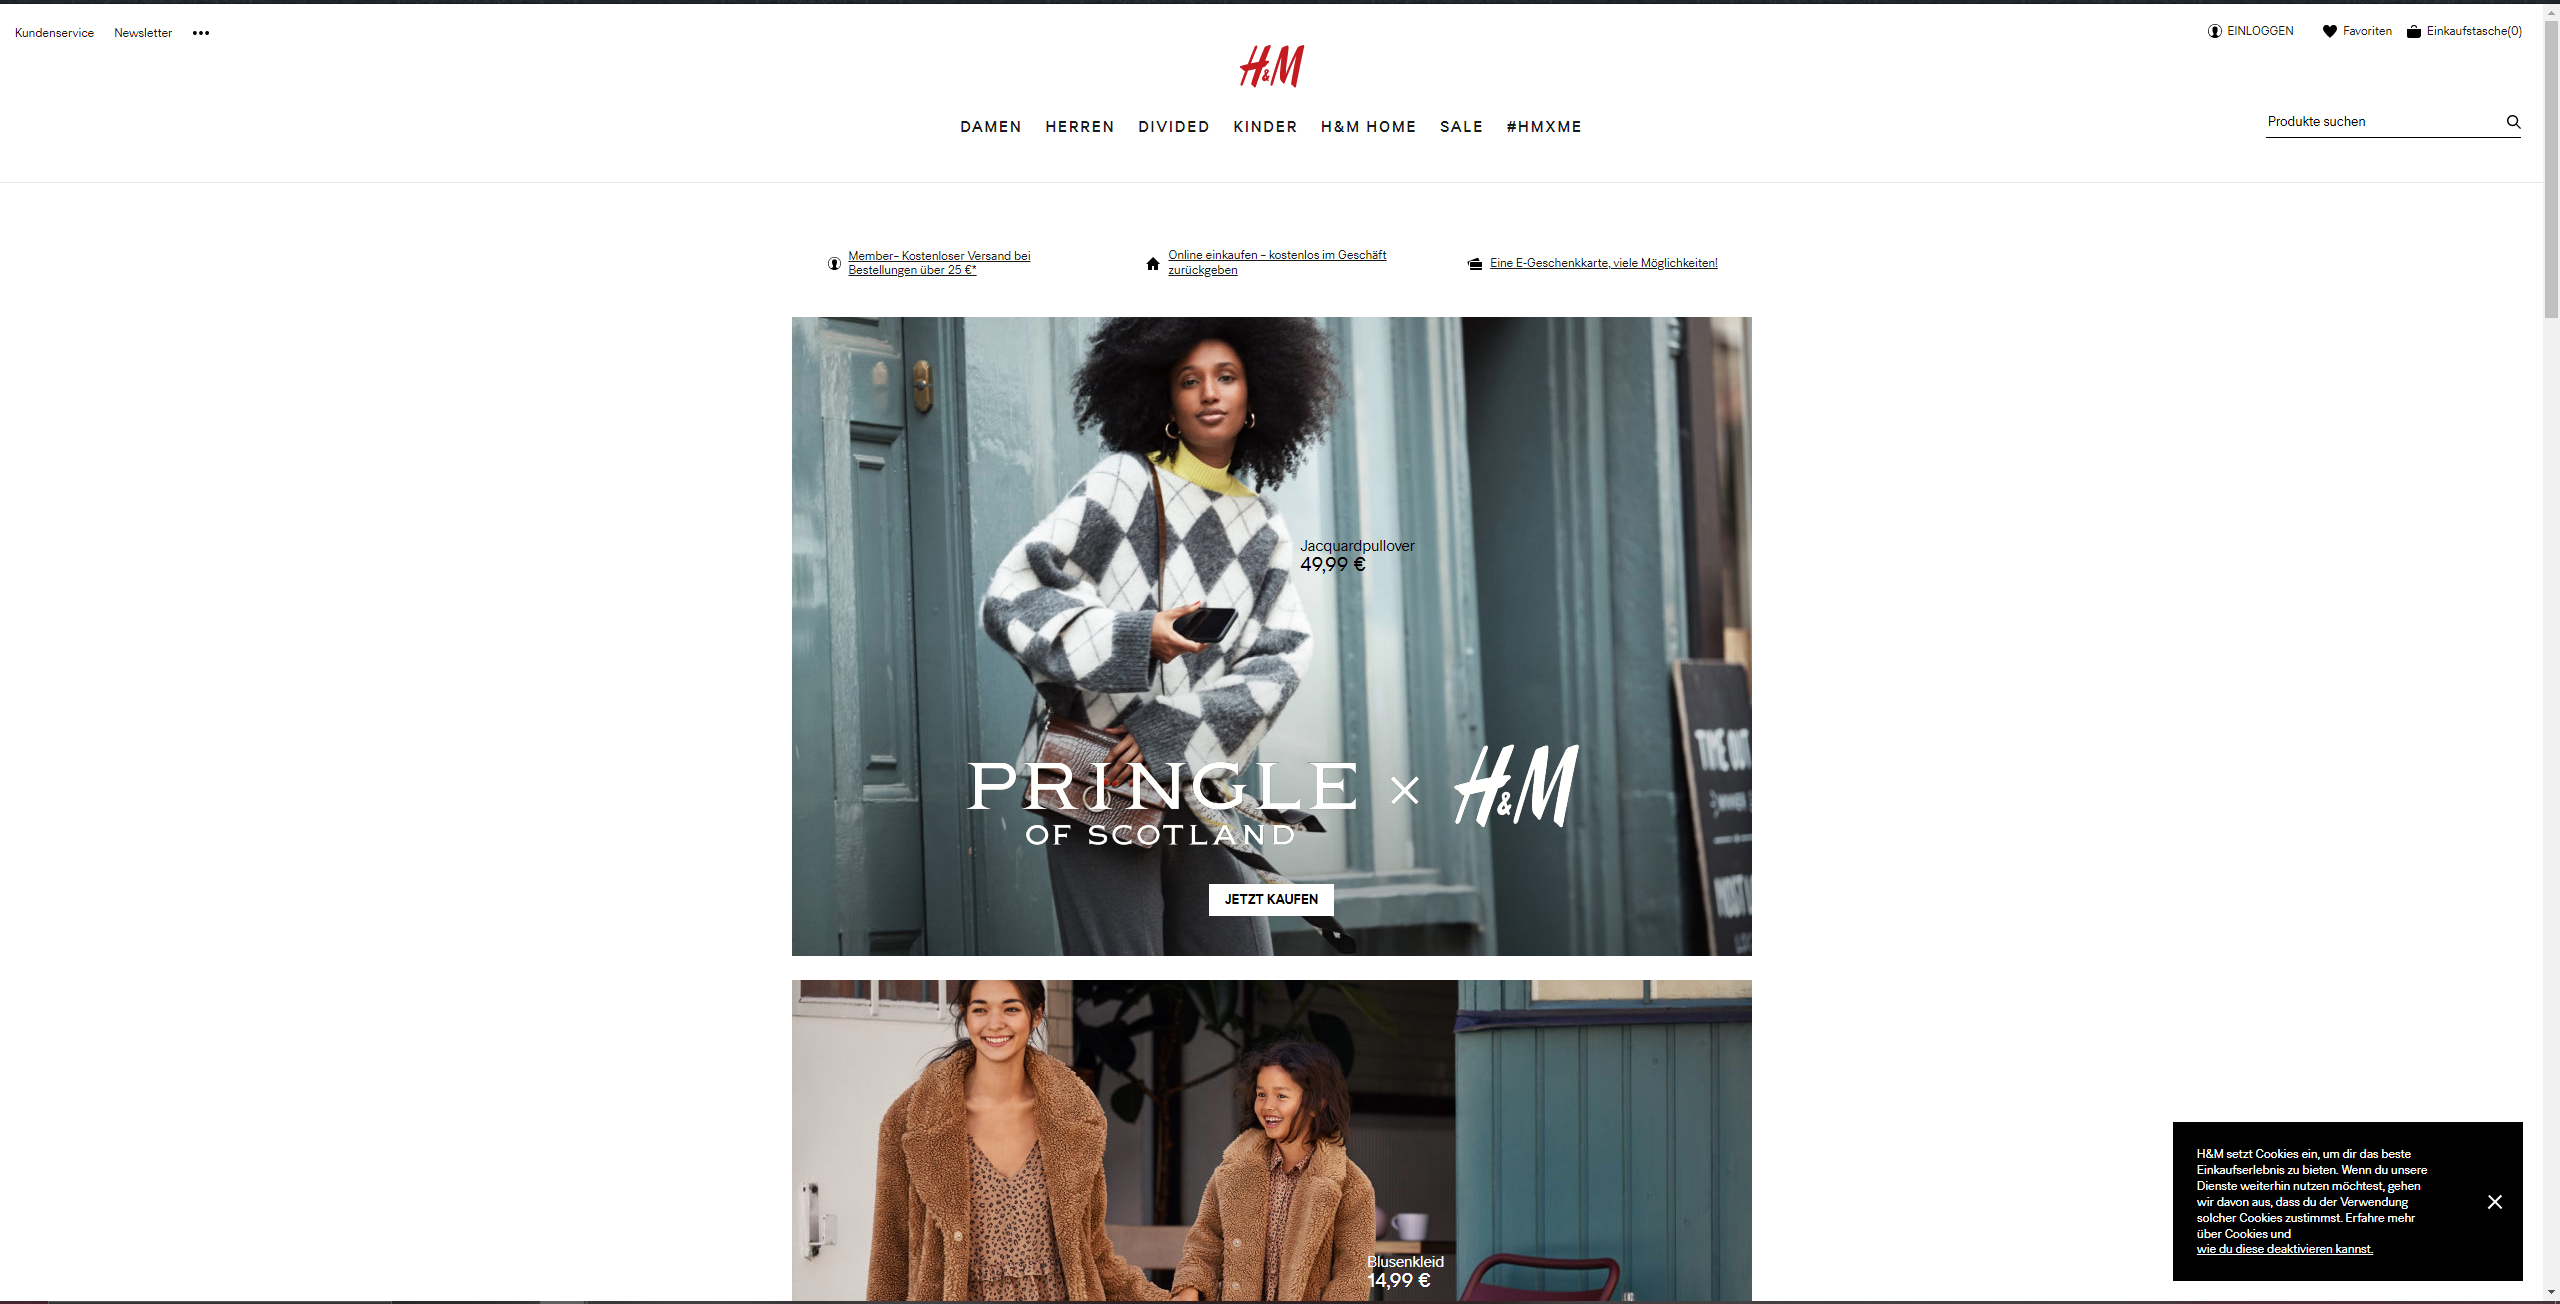 Kundenservice
Newsletter
•••
EINLOGGEN
Favoriten
Einkaufstasche(0)
H&M
DAMEN HERREN DIVIDED KINDER H&M HOME SALE #HMXME
Produkte suchen
Member– Kostenloser Versand bei
Bestellungen über 25 €*
Online einkaufen – kostenlos im Geschäft
zurückgeben
Eine E-Geschenkkarte, viele Möglichkeiten!
Jacquardpullover
49,99 €
TIME OUT
PRINGLE × H&M
OF SCOTLAND
JETZT KAUFEN
Blusenkleid
14,99 €
H&M setzt Cookies ein, um dir das beste
Einkaufserlebnis zu bieten. Wenn du unsere
Dienste weiterhin nutzen möchtest, gehen
wir davon aus, dass du der Verwendung
solcher Cookies zustimmst. Erfahre mehr
über Cookies und
wie du diese deaktivieren kannst.